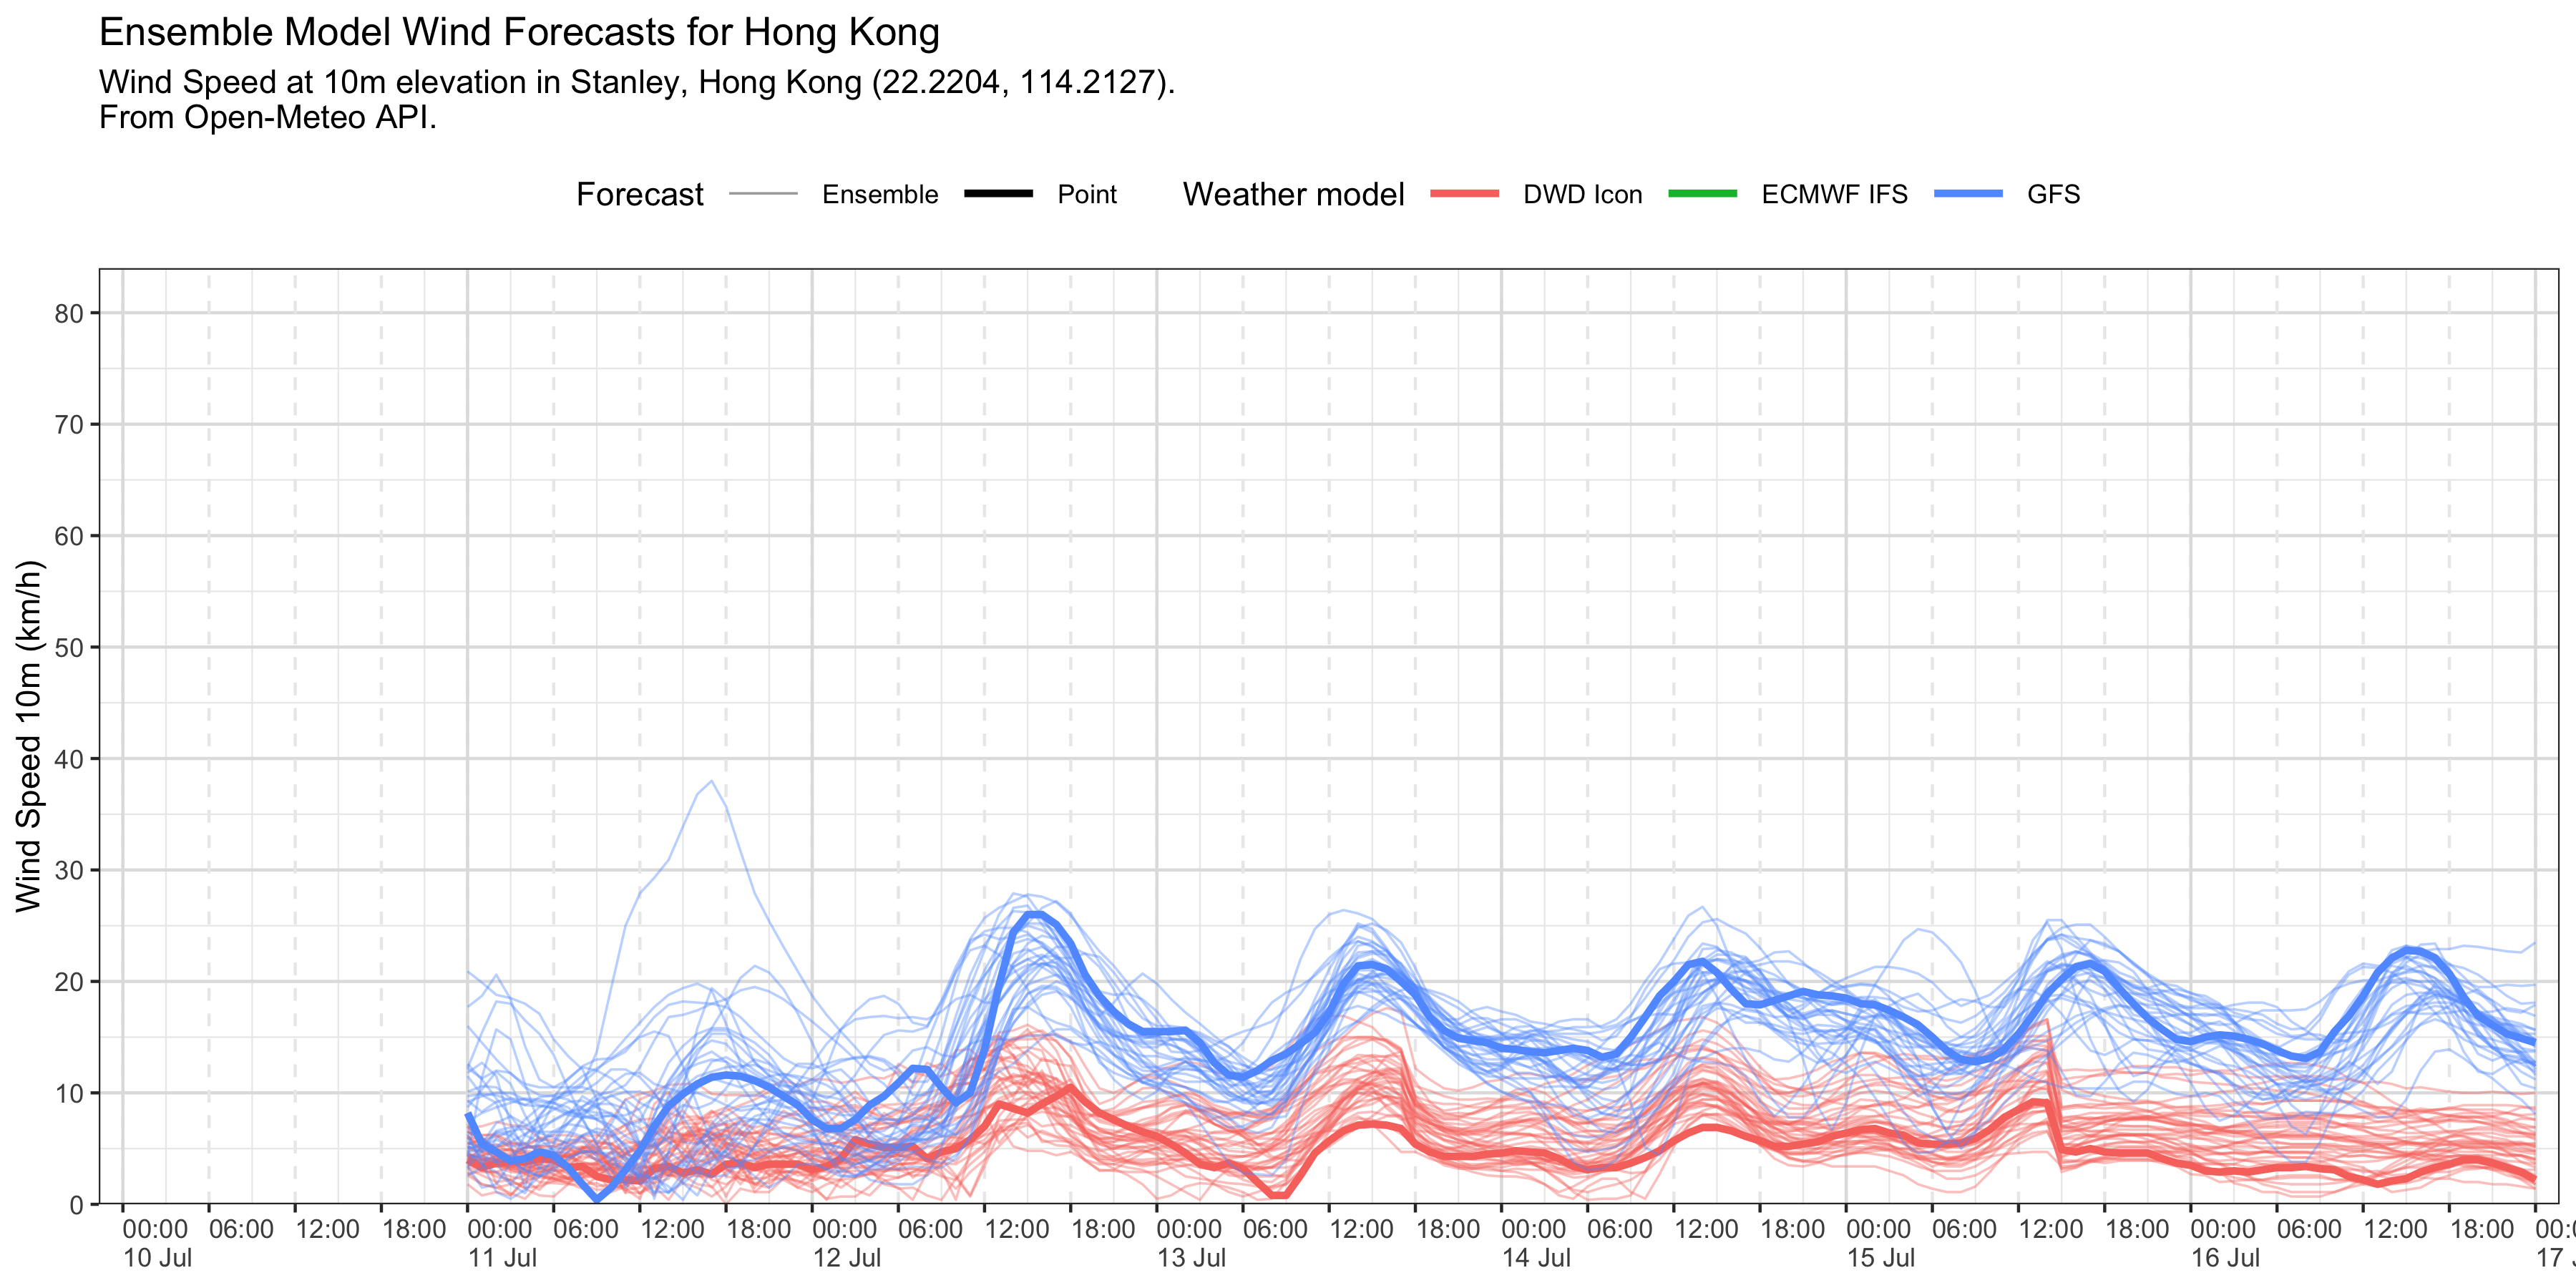 Ensemble Model Wind Forecasts for Hong Kong
Wind Speed at 10m elevation in Stanley, Hong Kong (22.2204, 114.2127).
From Open-Meteo API.
Forecast Ensemble Point Weather model DWD Icon ECMWF IFS GFS
Wind Speed 10m (km/h)
80
70
60
50
40
30
20
10
0
00:00 06:00 12:00 18:00 00:00 06:00 12:00 18:00 00:00 06:00 12:00 18:00 00:00 06:00 12:00 18:00 00:00 06:00 12:00 18:00 00:00 06:00 12:00 18:00 00:00 06:00 12:00 18:00
10 Jul 11 Jul 12 Jul 13 Jul 14 Jul 15 Jul 16 Jul 17